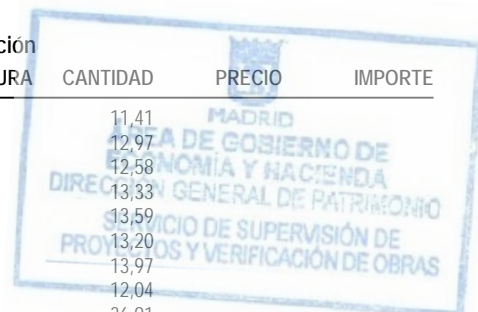 ción
URA CANTIDAD PRECIO IMPORTE
MADRID
11,41
ÁREA DE GOBIERNO DE
12,97
ECONOMÍA Y HACIENDA
12,58
DIRECCIÓN GENERAL DE PATRIMONIO
13,33
13,59
SERVICIO DE SUPERVISIÓN DE
13,20
PROYECTOS Y VERIFICACIÓN DE OBRAS
13,97
12,04